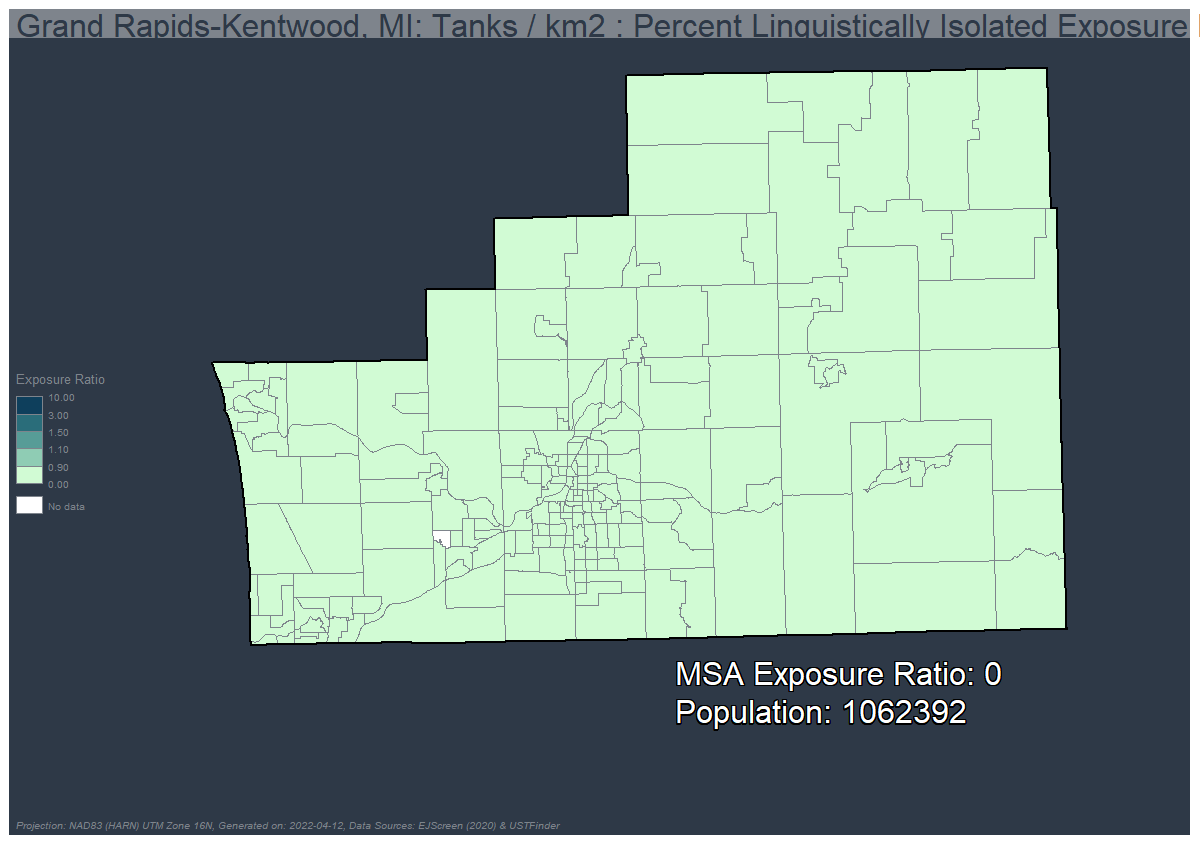 Grand Rapids-Kentwood, MI: Tanks / km2 : Percent Linguistically Isolated Exposure
Exposure Ratio
10.00
3.00
1.50
1.10
0.90
0.00
No data
MSA Exposure Ratio: 0
Population: 1062392
Projection: NAD83 (HARN) UTM Zone 16N, Generated on: 2022-04-12, Data Sources: EJScreen (2020) & USTFinder